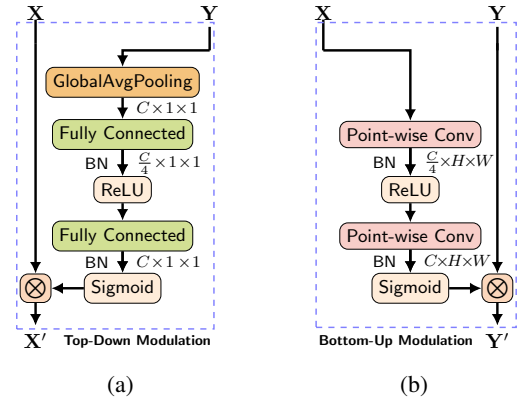 X Y
GlobalAvgPooling
C×1×1
Fully Connected
BN C/4×1×1
ReLU
Fully Connected
BN C×1×1
⊗ Sigmoid
X′ Top-Down Modulation
(a)
X Y
Point-wise Conv
BN C/4×H×W
ReLU
Point-wise Conv
BN C×H×W
Sigmoid ⊗
Bottom-Up Modulation Y′
(b)